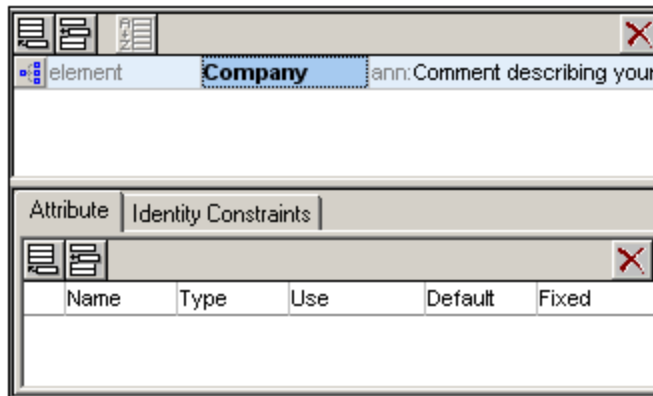 element Company ann:Comment describing your
Attribute Identity Constraints
Name Type Use Default Fixed